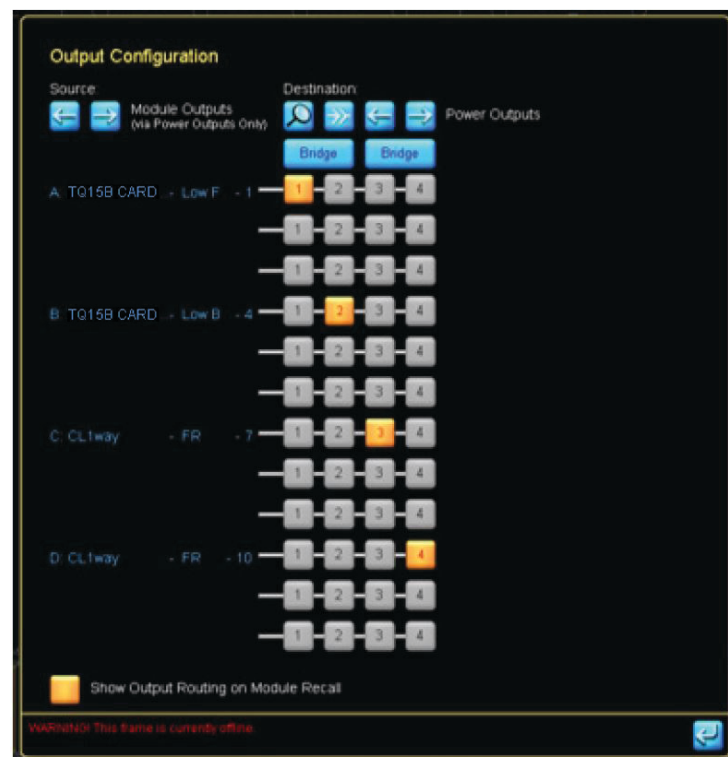 Output Configuration
Source: Destination:
Module Outputs
(via Power Outputs Only) Power Outputs
Bridge Bridge
A: TQ15B CARD - Low F - 1 1 2 3 4
1 2 3 4
1 2 3 4
B: TQ15B CARD - Low B - 4 1 2 3 4
1 2 3 4
1 2 3 4
C: CL1way - FR - 7 1 2 3 4
1 2 3 4
1 2 3 4
D: CL1way - FR - 10 1 2 3 4
1 2 3 4
1 2 3 4
Show Output Routing on Module Recall
WARNING! This frame is currently offline.